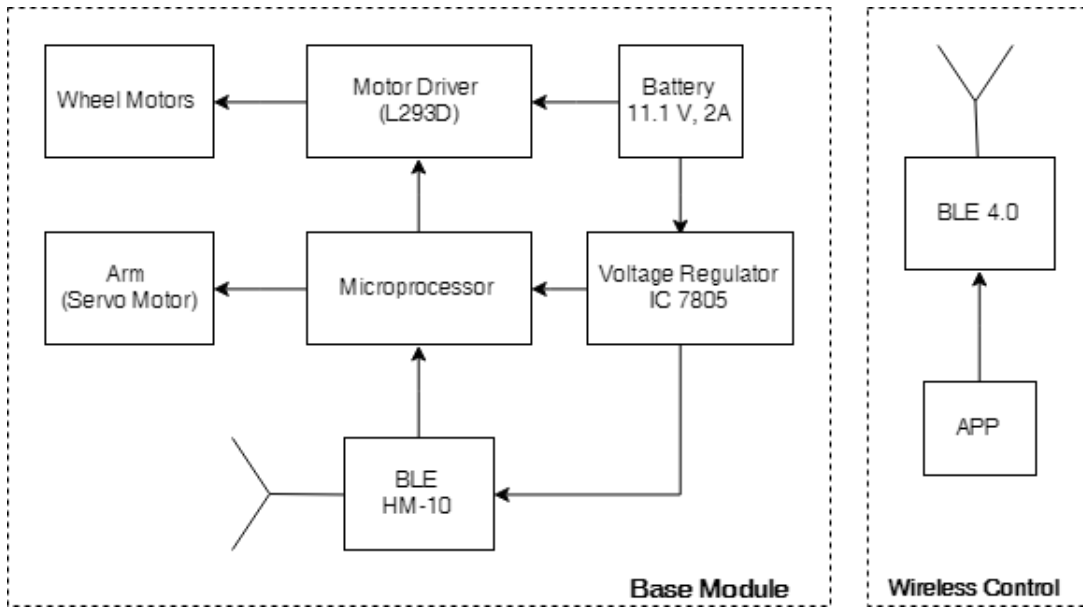 Wheel Motors
Motor Driver
(L293D)
Battery
11.1 V, 2A
Arm
(Servo Motor)
Microprocessor
Voltage Regulator
IC 7805
BLE
HM-10
Base Module
BLE 4.0
APP
Wireless Control